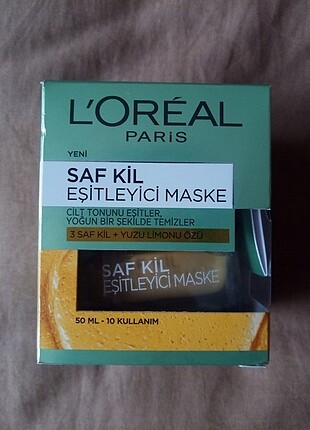 L'ORÉAL
PARIS
YENİ
SAF KİL
EŞİTLEYİCİ MASKE
CİLT TONUNU EŞİTLER,
YOĞUN BİR ŞEKİLDE TEMİZLER
3 SAF KİL + YUZU LİMONU ÖZÜ
SAF KİL
EŞİTLEYİCİ MASKE
50 ML - 10 KULLANIM